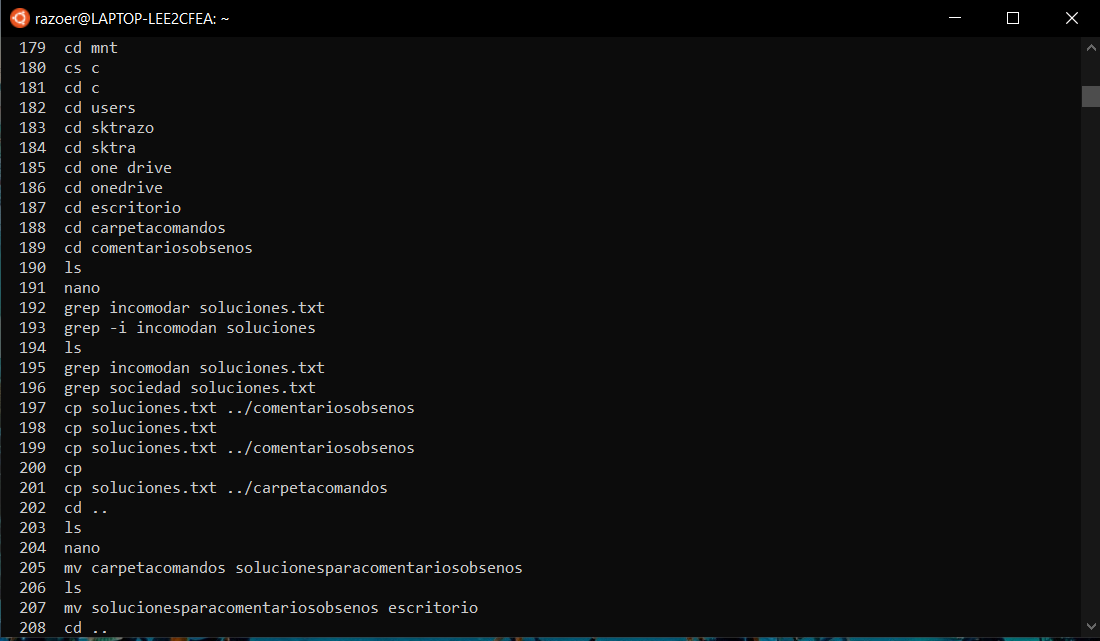 razoer@LAPTOP-LEE2CFEA: ~
179 cd mnt
180 cs c
181 cd c
182 cd users
183 cd sktrazo
184 cd sktra
185 cd one drive
186 cd onedrive
187 cd escritorio
188 cd carpetacomandos
189 cd comentariosobsenos
190 ls
191 nano
192 grep incomodar soluciones.txt
193 grep -i incomodan soluciones
194 ls
195 grep incomodan soluciones.txt
196 grep sociedad soluciones.txt
197 cp soluciones.txt ../comentariosobsenos
198 cp soluciones.txt
199 cp soluciones.txt ../comentariosobsenos
200 cp
201 cp soluciones.txt ../carpetacomandos
202 cd ..
203 ls
204 nano
205 mv carpetacomandos solucionesparacomentariosobsenos
206 ls
207 mv solucionesparacomentariosobsenos escritorio
208 cd ..